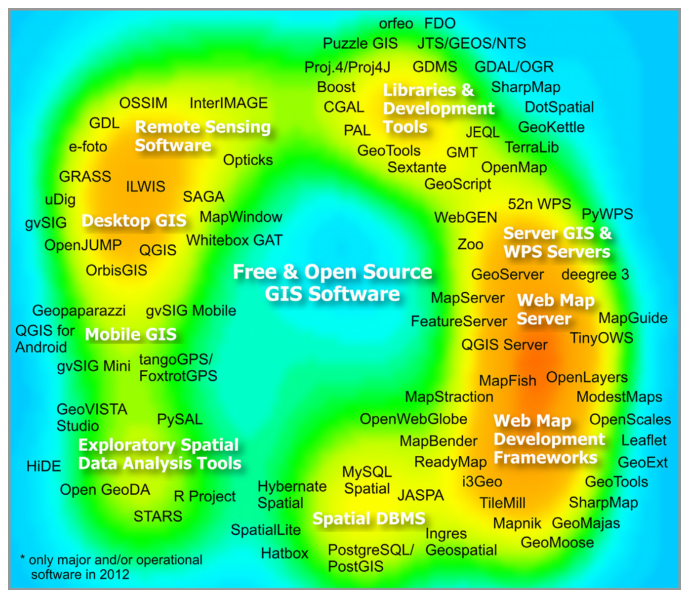 orfeo FDO
Puzzle GIS JTS/GEOS/NTS
Proj.4/Proj4J GDMS GDAL/OGR
Boost SharpMap
Libraries &
Development
Tools
CGAL DotSpatial
PAL JEQL GeoKettle
GeoTools GMT TerraLib
Sextante OpenMap
GeoScript
OSSIM InterIMAGE
GDL
Remote Sensing
Software
e-foto
Opticks
GRASS
ILWIS
uDig SAGA
gvSIG
Desktop GIS
MapWindow
OpenJUMP QGIS Whitebox GAT
OrbisGIS
52n WPS
WebGEN PyWPS
Zoo
Server GIS &
WPS Servers
GeoServer deegree 3
Free & Open Source
GIS Software
MapServer
Web Map
Server
FeatureServer MapGuide
QGIS Server TinyOWS
Geopaparazzi gvSIG Mobile
QGIS for
Android
Mobile GIS
gvSIG Mini
tangoGPS/
FoxtrotGPS
MapFish OpenLayers
MapStraction ModestMaps
OpenWebGlobe OpenScales
Web Map
Development
Frameworks
MapBender Leaflet
ReadyMap GeoExt
i3Geo GeoTools
TileMill SharpMap
Mapnik GeoMajas
GeoMoose
GeoVISTA
Studio
PySAL
Exploratory Spatial
Data Analysis Tools
HiDE
Open GeoDA R Project
STARS
MySQL
Spatial
Hybernate
Spatial
JASPA
Spatial DBMS
SpatialLite
Ingres
Geospatial
Hatbox
PostgreSQL/
PostGIS
* only major and/or operational
software in 2012